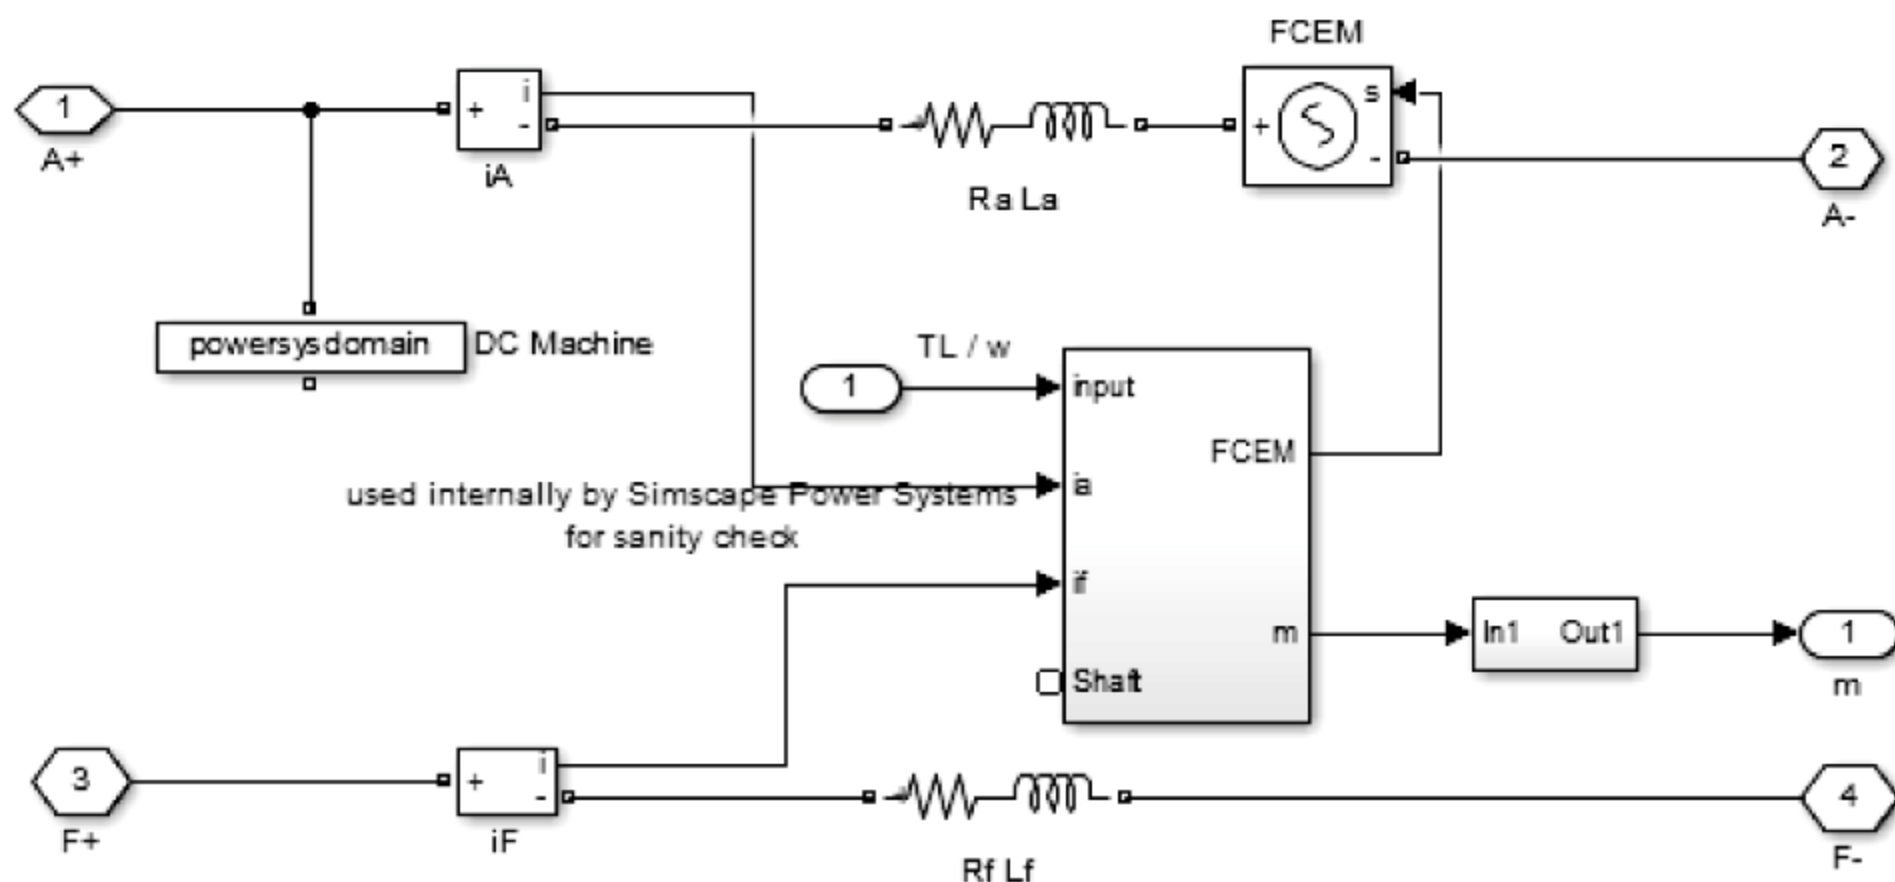 FCEM
1
A+
+
i
-
iA
Ra La
+
s
-
2
A-
powersysdomain
DC Machine
TL / w
1
input
ia
if
Shaft
FCEM
m
used internally by Simscape Power Systems
for sanity check
In1 Out1
1
m
3
F+
+
i
-
iF
Rf Lf
4
F-